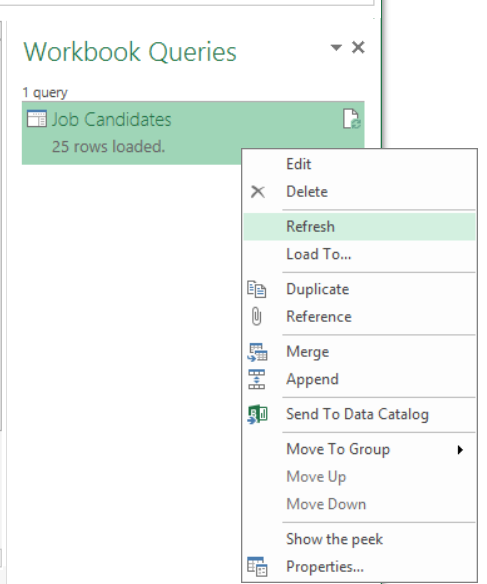 Workbook Queries
1 query
Job Candidates
25 rows loaded.
Edit
Delete
Refresh
Load To...
Duplicate
Reference
Merge
Append
Send To Data Catalog
Move To Group
Move Up
Move Down
Show the peek
Properties...